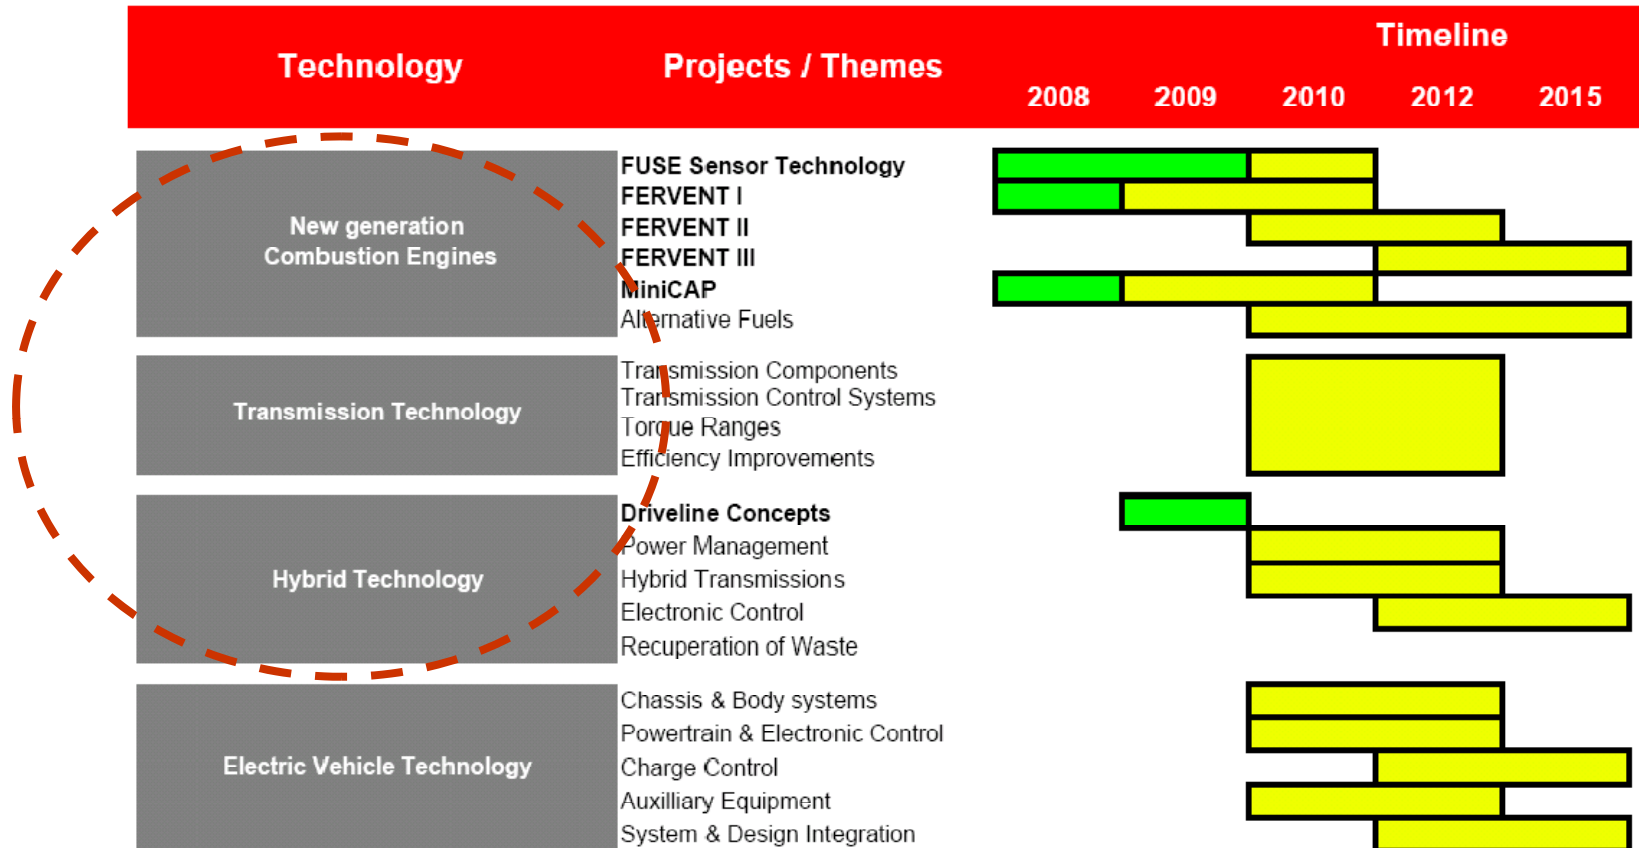 Technology
Projects / Themes
Timeline
2008 2009 2010 2012 2015
New generation
Combustion Engines
FUSE Sensor Technology
FERVENT I
FERVENT II
FERVENT III
MiniCAP
Alternative Fuels
Transmission Technology
Transmission Components
Transmission Control Systems
Torque Ranges
Efficiency Improvements
Hybrid Technology
Driveline Concepts
Power Management
Hybrid Transmissions
Electronic Control
Recuperation of Waste
Electric Vehicle Technology
Chassis & Body systems
Powertrain & Electronic Control
Charge Control
Auxilliary Equipment
System & Design Integration